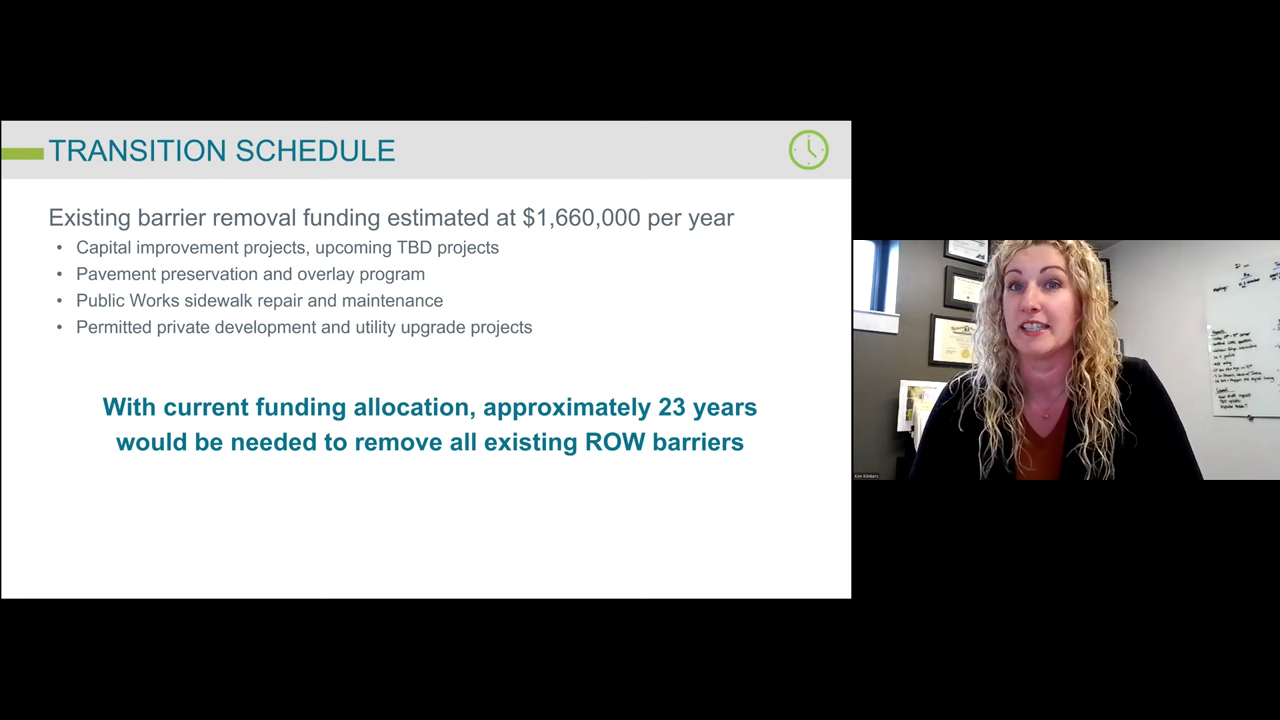 TRANSITION SCHEDULE
Existing barrier removal funding estimated at $1,660,000 per year
• Capital improvement projects, upcoming TBD projects
• Pavement preservation and overlay program
• Public Works sidewalk repair and maintenance
• Permitted private development and utility upgrade projects
With current funding allocation, approximately 23 years
would be needed to remove all existing ROW barriers
Kim Klinkers